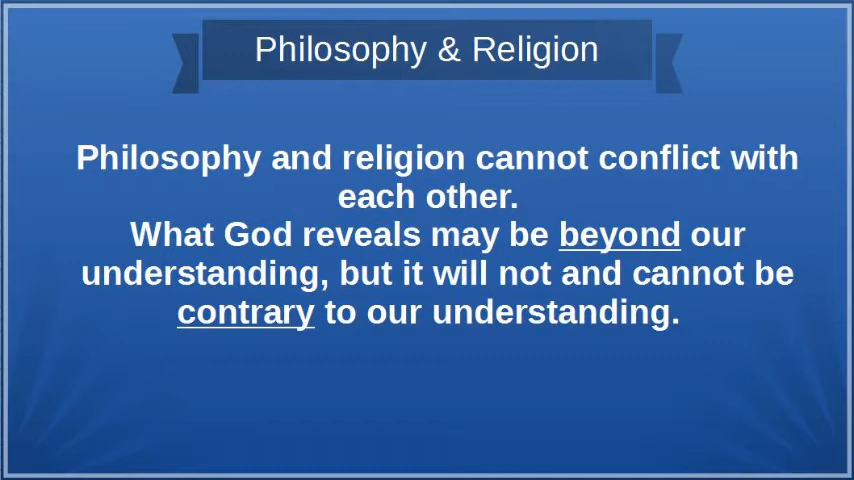 Philosophy & Religion
Philosophy and religion cannot conflict with
each other.
What God reveals may be beyond our
understanding, but it will not and cannot be
contrary to our understanding.